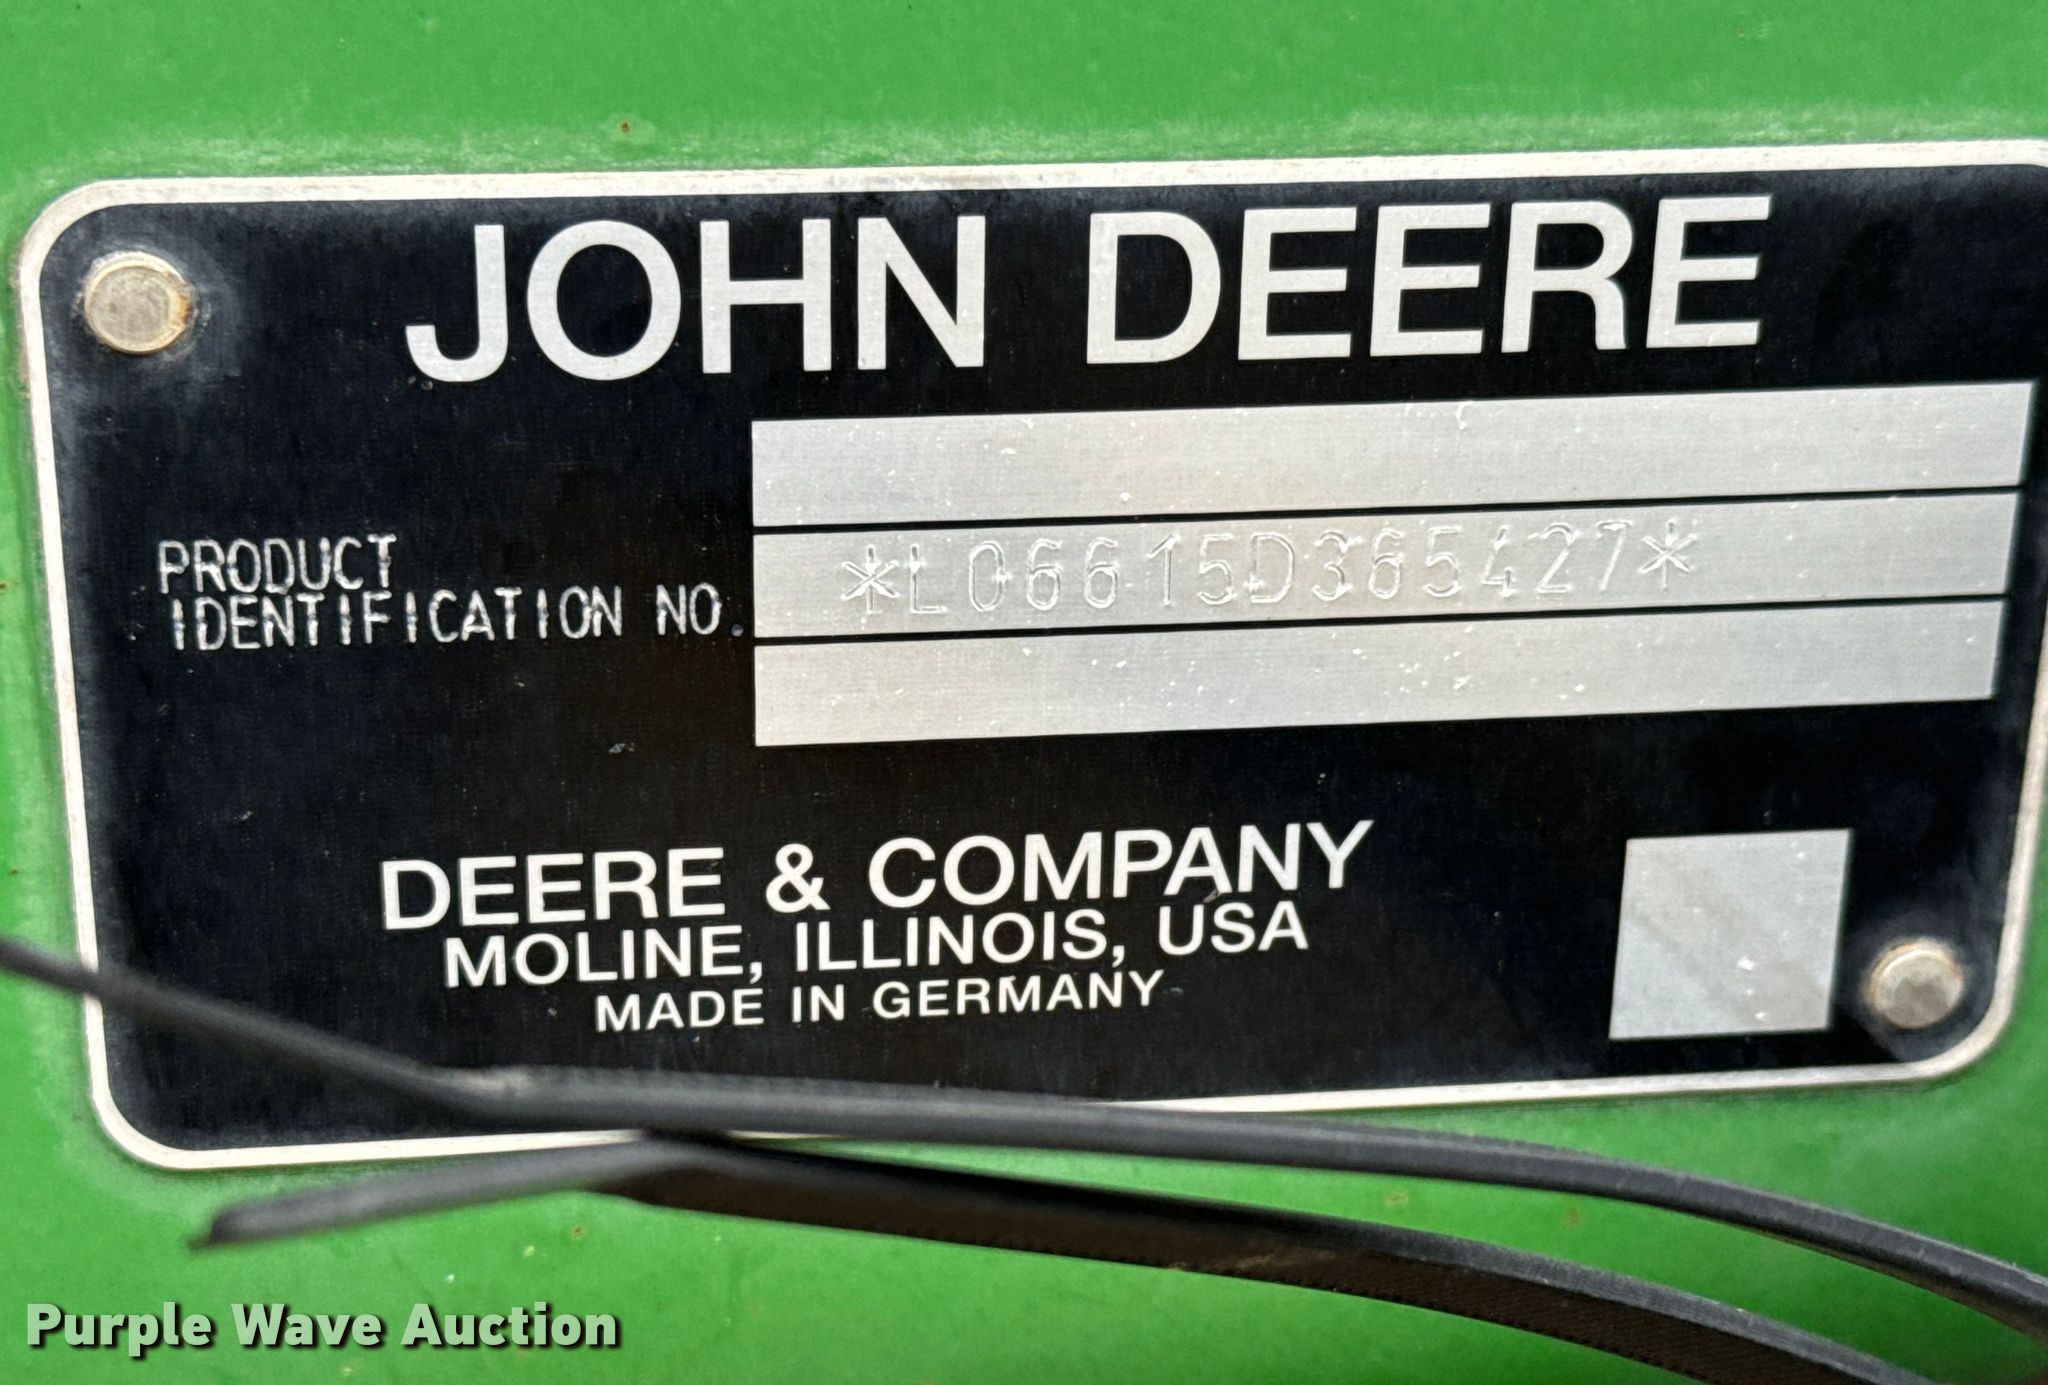 JOHN DEERE
PRODUCT
IDENTIFICATION NO.
*L06615D365427*
DEERE & COMPANY
MOLINE, ILLINOIS, USA
MADE IN GERMANY
Purple Wave Auction